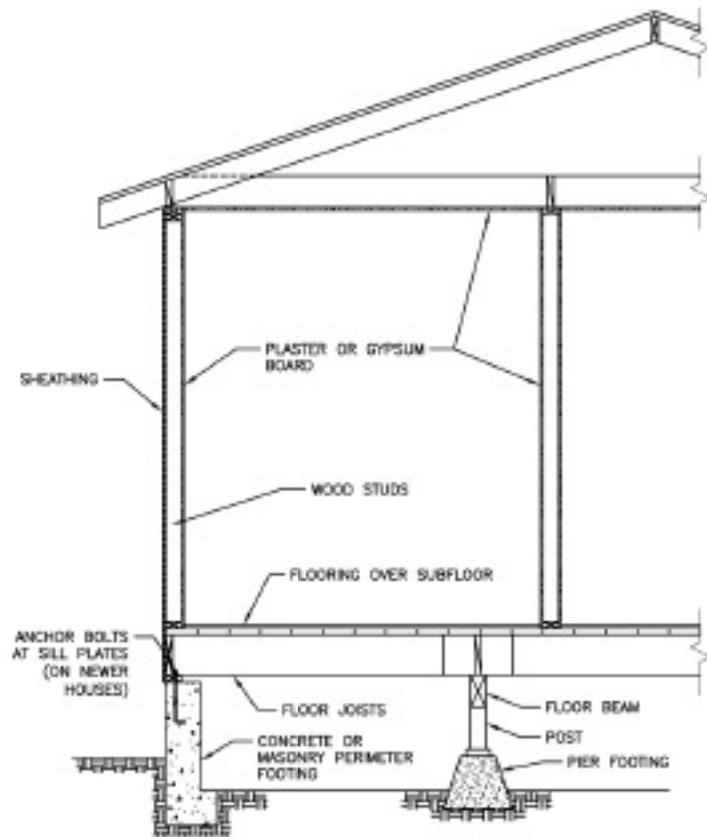 PLASTER OR GYPSUM
BOARD
SHEATHING
WOOD STUDS
FLOORING OVER SUBFLOOR
ANCHOR BOLTS
AT SILL PLATES
(ON NEWER
HOUSES)
FLOOR JOISTS
FLOOR BEAM
POST
CONCRETE OR
MASONRY PERIMETER
FOOTING
PIER FOOTING